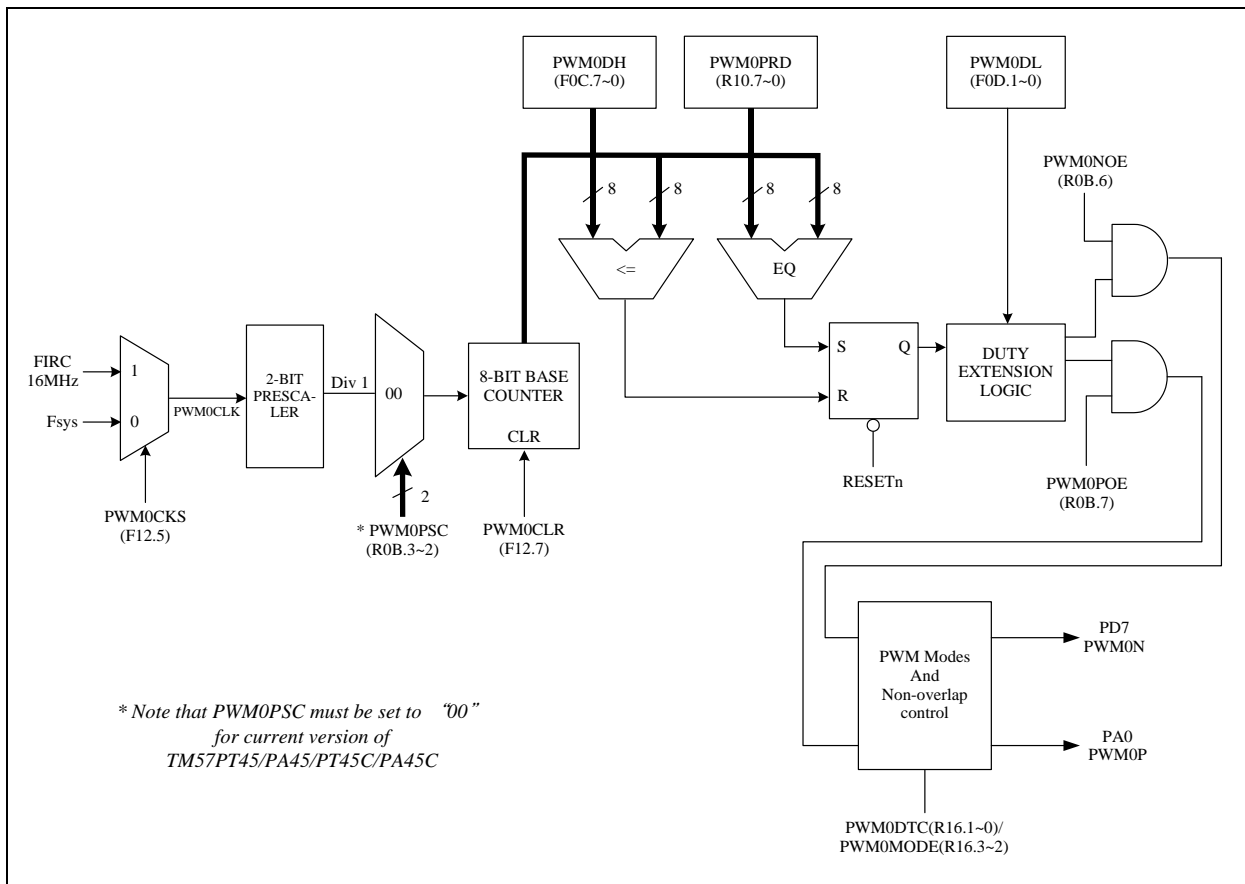 PWM0DH
(F0C.7~0)
PWM0PRD
(R10.7~0)
PWM0DL
(F0D.1~0)
PWM0NOE
(R0B.6)
8
8
8
8
<=
EQ
FIRC
16MHz
Fsys
1
0
PWM0CLK
2-BIT
PRESCA-
LER
Div 1
00
8-BIT BASE
COUNTER
CLR
S
Q
R
DUTY
EXTENSION
LOGIC
RESETn
PWM0POE
(R0B.7)
PWM0CKS
(F12.5)
2
* PWM0PSC
(R0B.3~2)
PWM0CLR
(F12.7)
PWM Modes
And
Non-overlap
control
PD7
PWM0N
PA0
PWM0P
* Note that PWM0PSC must be set to “00”
for current version of
TM57PT45/PA45/PT45C/PA45C
PWM0DTC(R16.1~0)/
PWM0MODE(R16.3~2)